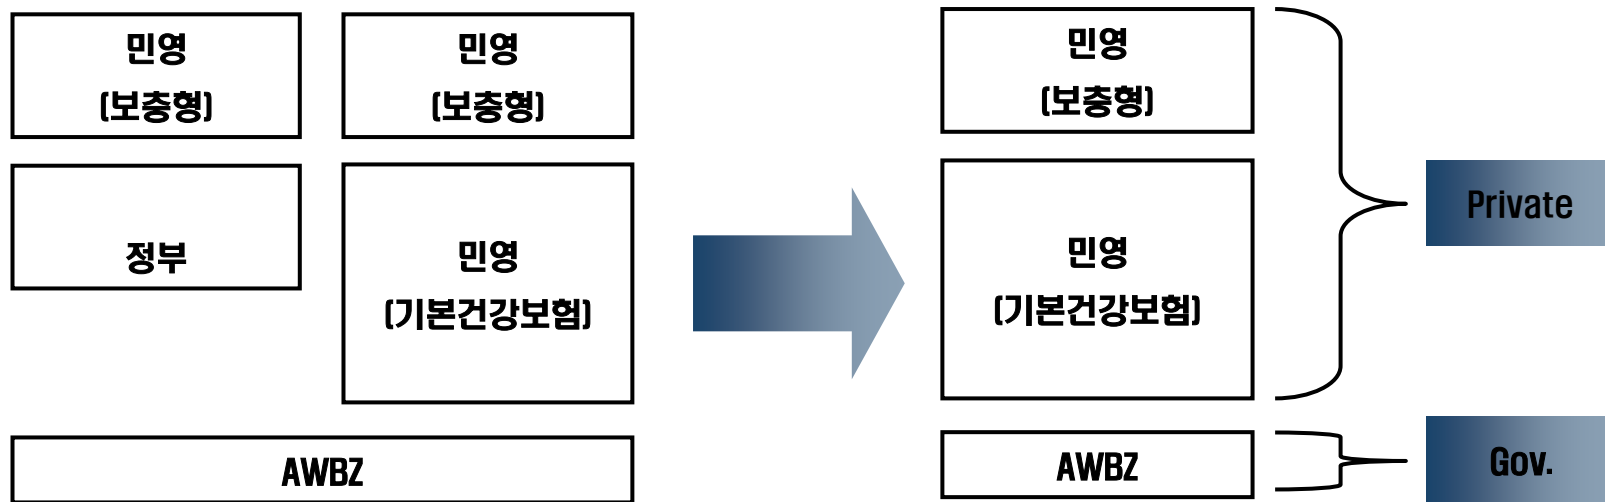 민영
(보충형)
민영
(보충형)
정부
민영
(기본건강보험)
AWBZ
민영
(보충형)
민영
(기본건강보험)
AWBZ
Private
Gov.